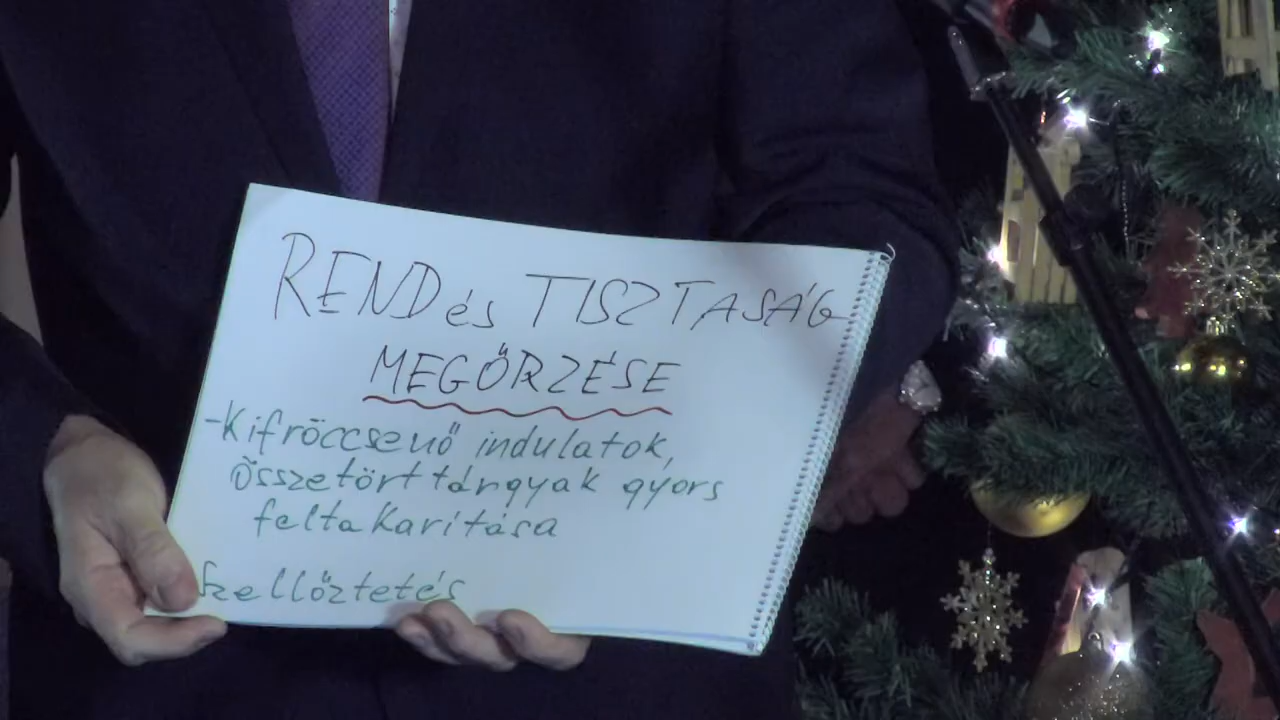 REND és TISZTASÁG
MEGŐRZÉSE
-Kifröccsenő indulatok,
összetört tárgyak gyors
feltakarítása
Szellőztetés